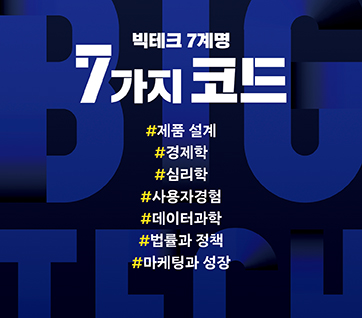 빅테크 7계명
7가지 코드
#제품 설계
#경제학
#심리학
#사용자경험
#데이터과학
#법률과 정책
#마케팅과 성장
BIG
TECH